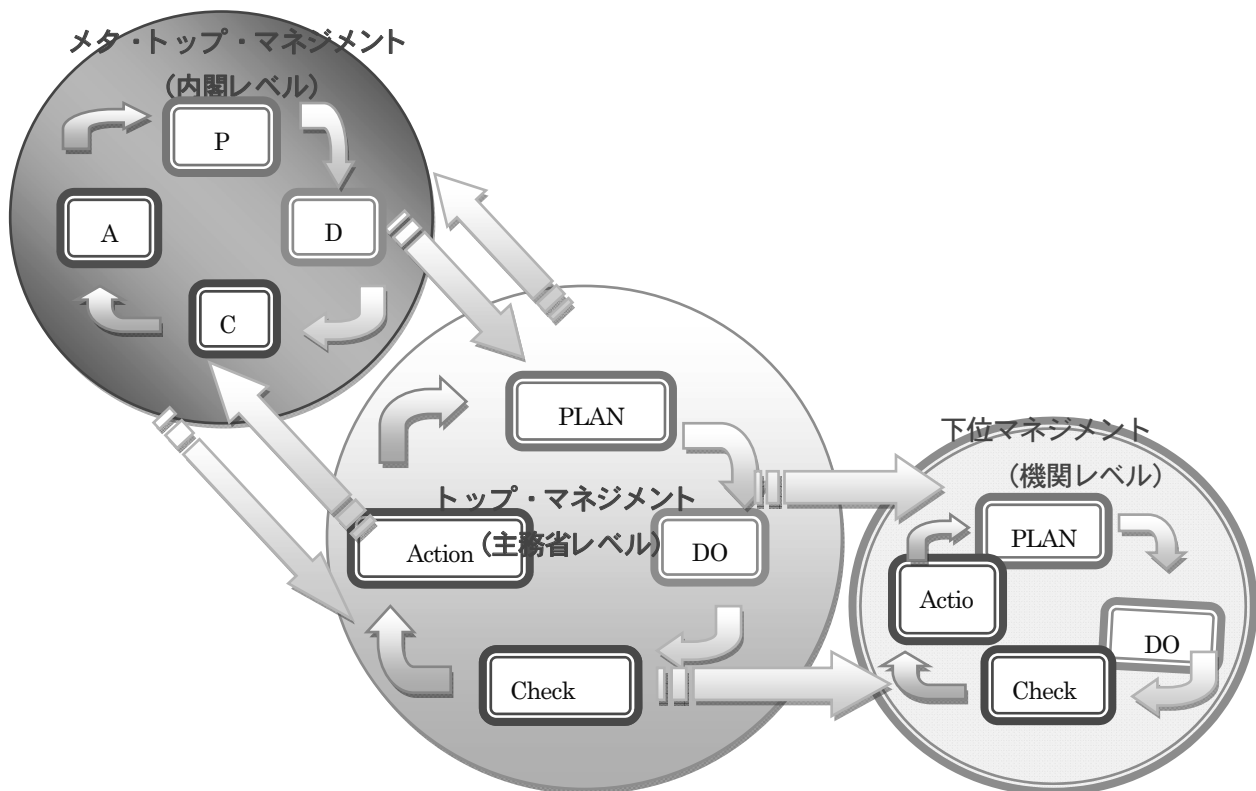 メタ・トップ・マネジメント
（内閣レベル）
P
A
D
C
PLAN
トップ・マネジメント
（主務省レベル）
Action
DO
Check
下位マネジメント
（機関レベル）
PLAN
Actio
DO
Check